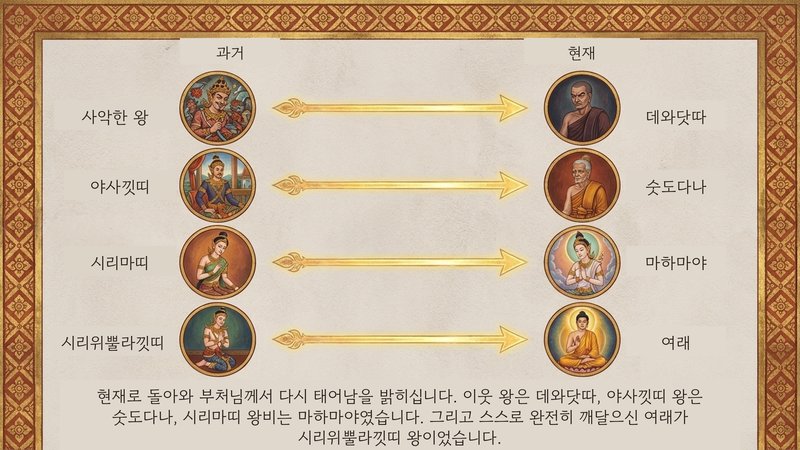 과거 현재
사악한 왕 데와닷따
야사낏띠 숫도다나
시리마띠 마하마야
시리위뿔라낏띠 여래
현재로 돌아와 부처님께서 다시 태어남을 밝히십니다. 이웃 왕은 데와닷따, 야사낏띠 왕은
숫도다나, 시리마띠 왕비는 마하마야였습니다. 그리고 스스로 완전히 깨달으신 여래가
시리위뿔라낏띠 왕이었습니다.